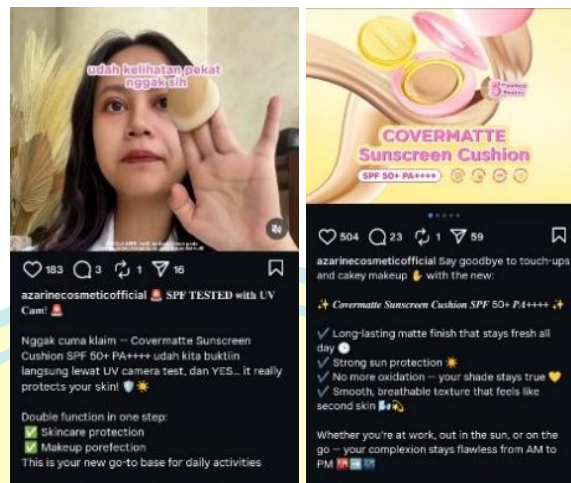 udah kelihatan pekat
nggak sih
183 3 1 16
azarinecosmeticofficial 🚨 SPF TESTED with UV
Cam! 🚨
Nggak cuma klaim — Covermatte Sunscreen
Cushion SPF 50+ PA++++ udah kita buktiin
langsung lewat UV camera test, dan YES... it really
protects your skin! 🛡️☀️
Double function in one step:
✅ Skincare protection
✅ Makeup porefection
This is your new go-to base for daily activities
5 Flawless
Shades
COVERMATTE
Sunscreen Cushion
SPF 50+ PA++++
504 23 1 59
azarinecosmeticofficial Say goodbye to touch-ups
and cakey makeup ✋ with the new:
✨ Covermatte Sunscreen Cushion SPF 50+ PA++++ ✨
✔ Long-lasting matte finish that stays fresh all
day 🕒
✔ Strong sun protection ☀️
✔ No more oxidation — your shade stays true 💛
✔ Smooth, breathable texture that feels like
second skin 🌬️💫
Whether you're at work, out in the sun, or on the
go — your complexion stays flawless from AM to
PM 🌇➡️🌃